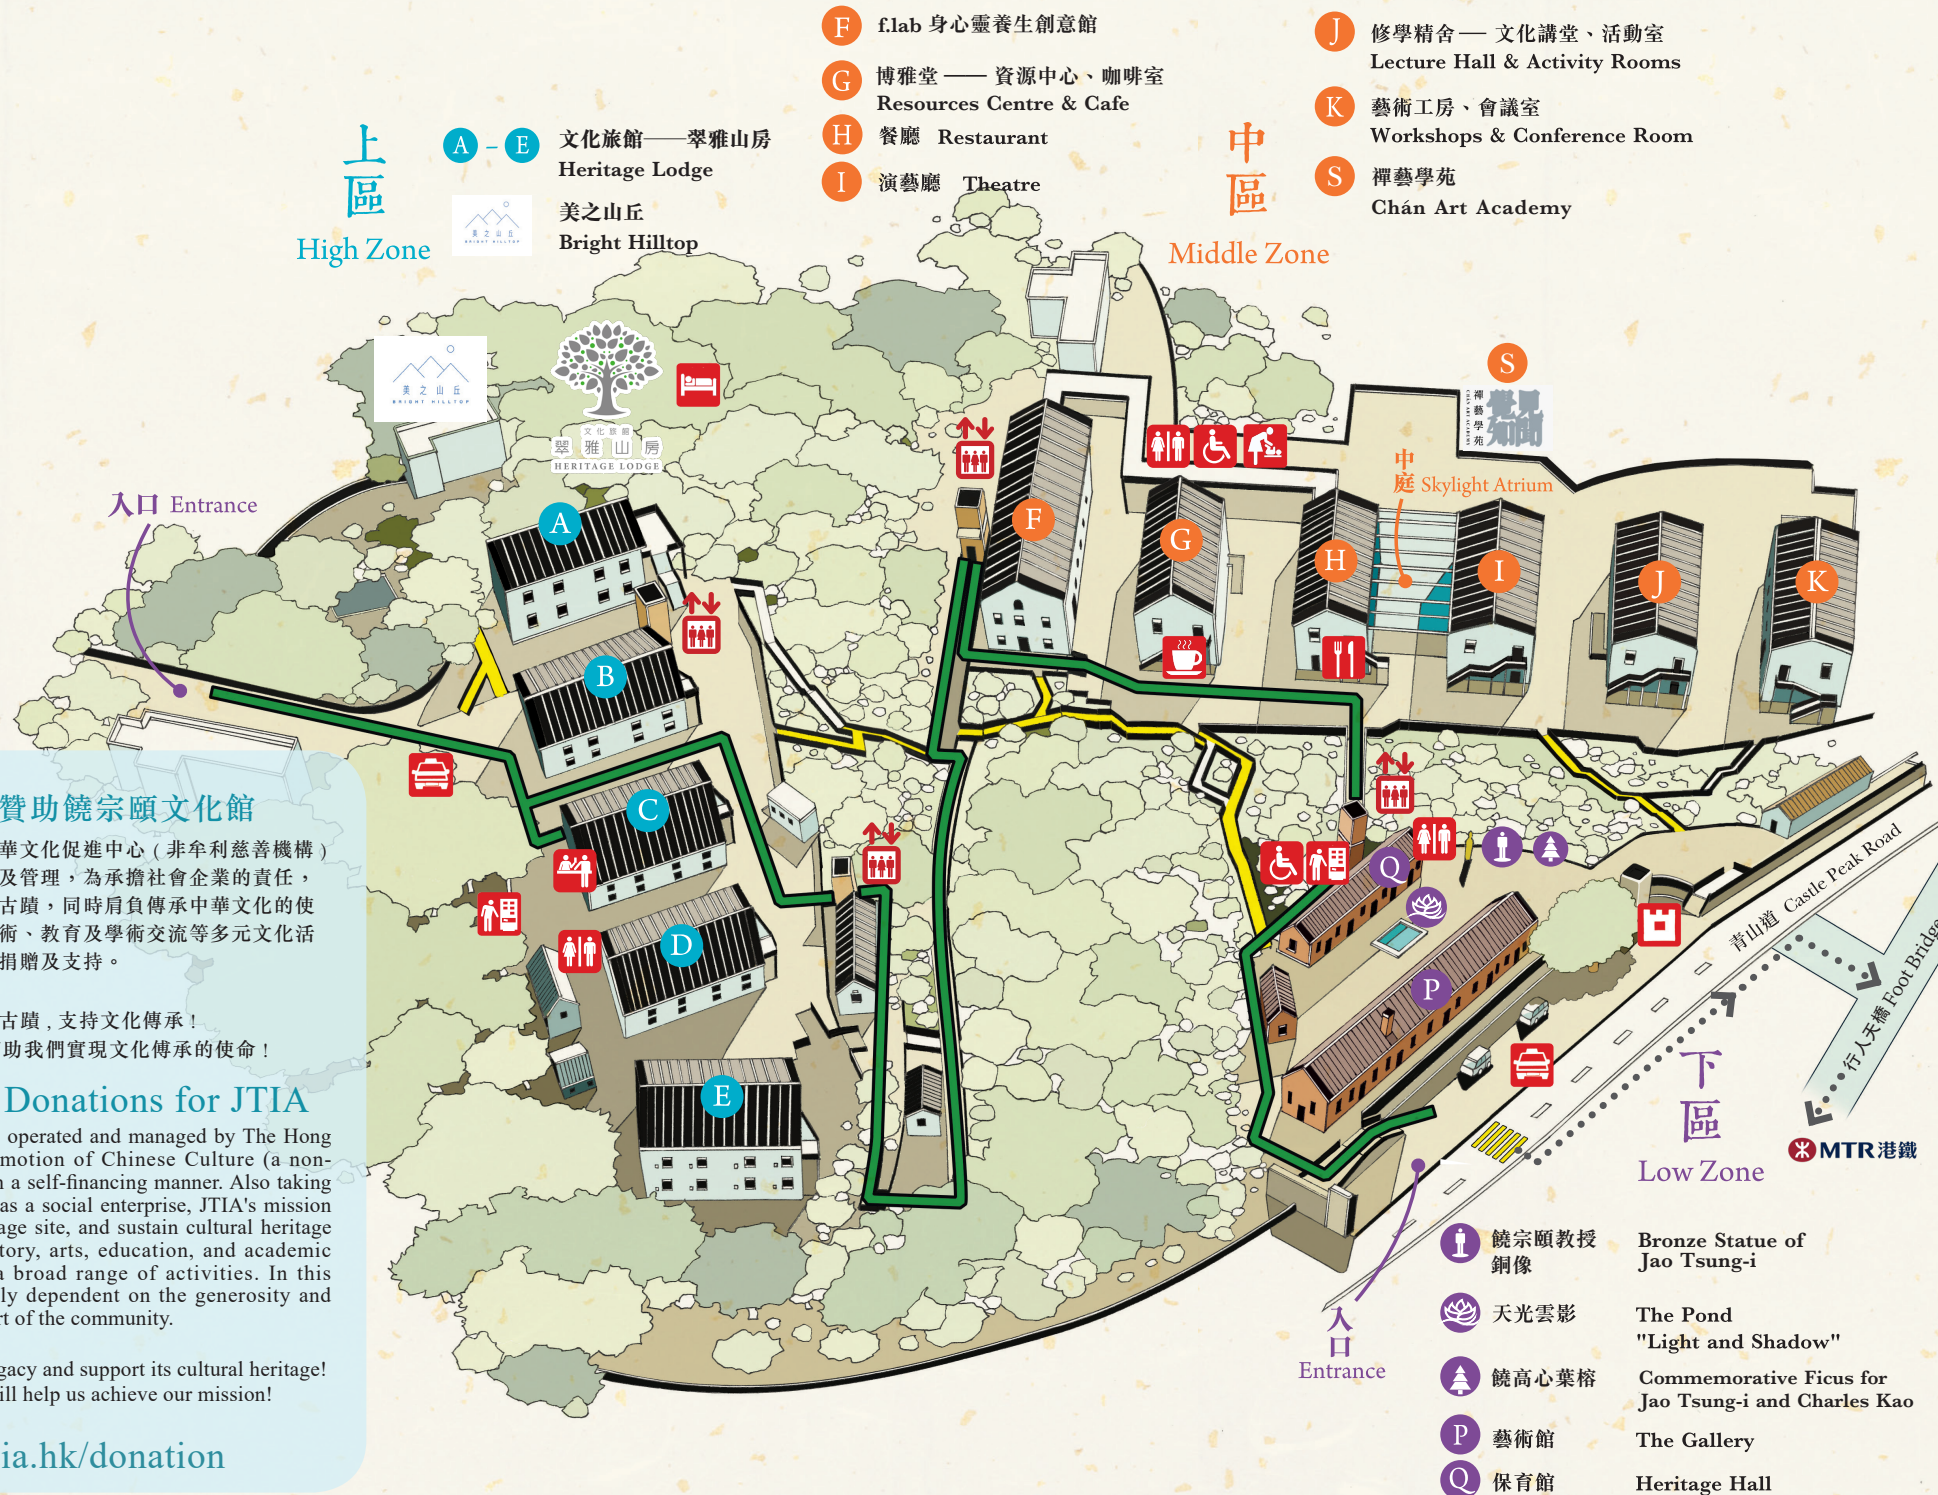 上區
High Zone
A – E
文化旅館——翠雅山房
Heritage Lodge
美之山丘
BRIGHT HILLTOP
美之山丘
Bright Hilltop
F
f.lab 身心靈養生創意館
G
博雅堂 —— 資源中心、咖啡室
Resources Centre & Cafe
H
餐廳 Restaurant
I
演藝廳 Theatre
中區
Middle Zone
J
修學精舍— 文化講堂、活動室
Lecture Hall & Activity Rooms
K
藝術工房、會議室
Workshops & Conference Room
S
禪藝學苑
Chán Art Academy
美之山丘
BRIGHT HILLTOP
文化旅館
翠雅山房
HERITAGE LODGE
S
禪藝學苑
CHÁN ART ACADEMY
中庭 Skylight Atrium
入口 Entrance
A
B
C
D
E
F
G
H
I
J
K
Q
P
青山道 Castle Peak Road
行人天橋 Foot Bridge
MTR 港鐵
下區
Low Zone
入口
Entrance
饒宗頤教授
銅像
Bronze Statue of
Jao Tsung-i
天光雲影
The Pond
"Light and Shadow"
饒高心葉榕
Commemorative Ficus for
Jao Tsung-i and Charles Kao
P
藝術館
The Gallery
Q
保育館
Heritage Hall
贊助饒宗頤文化館
華文化促進中心 ( 非牟利慈善機構 )
及管理，為承擔社會企業的責任，
古蹟，同時肩負傳承中華文化的使
術、教育及學術交流等多元文化活
捐贈及支持。
古蹟 , 支持文化傳承 !
助我們實現文化傳承的使命 !
Donations for JTIA
operated and managed by The Hong
motion of Chinese Culture (a non-
n a self-financing manner. Also taking
as a social enterprise, JTIA's mission
age site, and sustain cultural heritage
tory, arts, education, and academic
a broad range of activities. In this
ly dependent on the generosity and
rt of the community.
gacy and support its cultural heritage!
ill help us achieve our mission!
ia.hk/donation